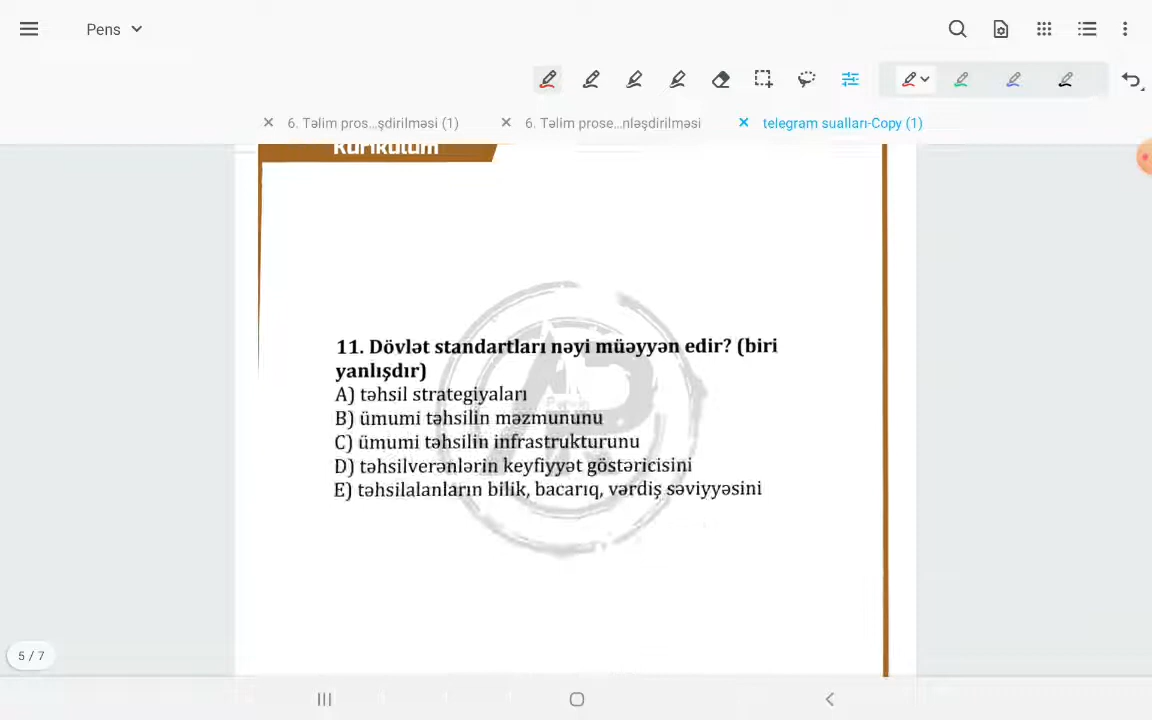 Pens
6. Təlim pros...şdirilməsi (1)
6. Təlim prose...nləşdirilməsi
telegram sualları-Copy (1)
Kurikulum
11. Dövlət standartları nəyi müəyyən edir? (biri
yanlışdır)
A) təhsil strategiyaları
B) ümumi təhsilin məzmununu
C) ümumi təhsilin infrastrukturunu
D) təhsilverənlərin keyfiyyət göstəricisini
E) təhsilalanların bilik, bacarıq, vərdiş səviyyəsini
5 / 7